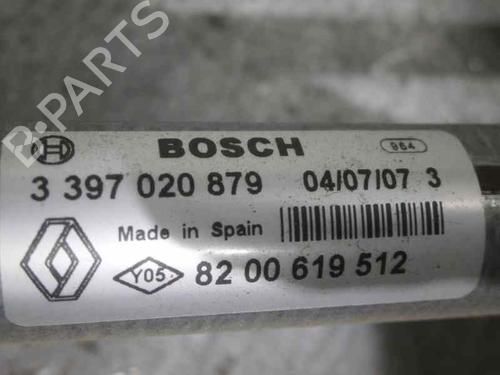 B-PARTS
BOSCH 964
3 397 020 879 04/07/07 3
Made in Spain
Y05 82 00 619 512